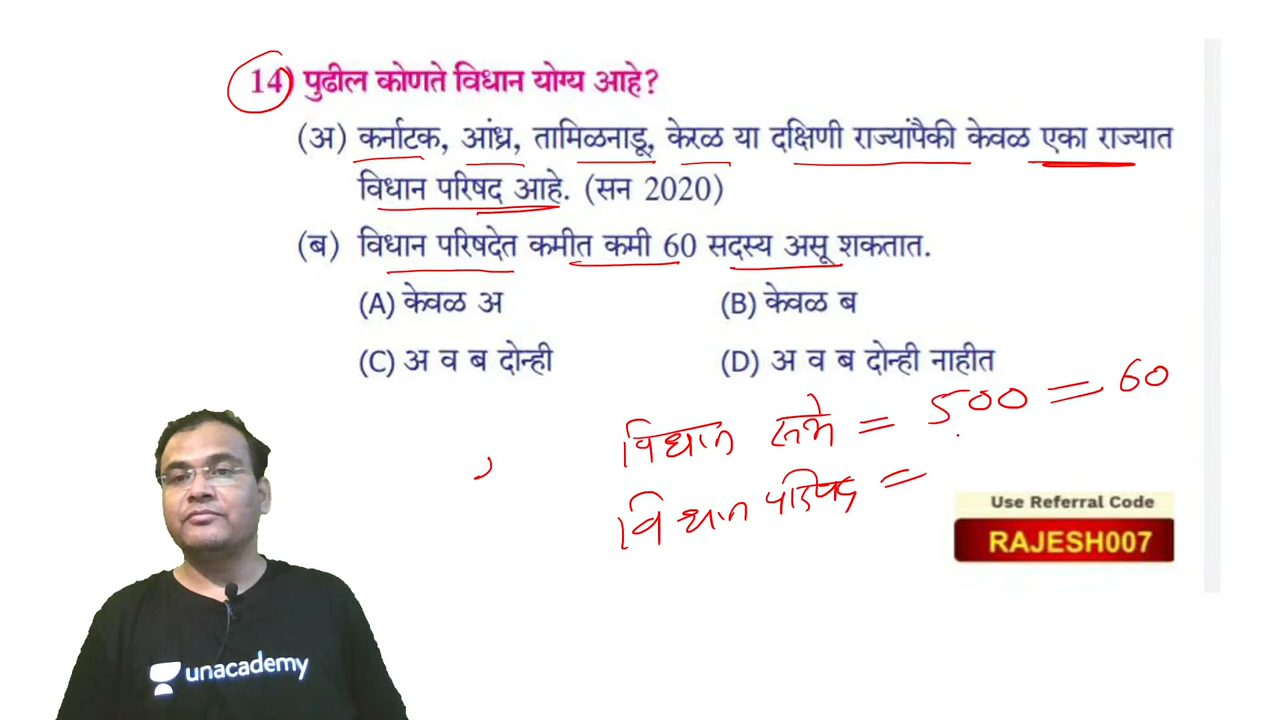 14) पुढील कोणते विधान योग्य आहे?
(अ) कर्नाटक, आंध्र, तामिळनाडू, केरळ या दक्षिणी राज्यांपैकी केवळ एका राज्यात
विधान परिषद आहे. (सन 2020)
(ब) विधान परिषदेत कमीत कमी 60 सदस्य असू शकतात.
(A) केवळ अ
(B) केवळ ब
(C) अ व ब दोन्ही
(D) अ व ब दोन्ही नाहीत
विधान सभे = 500 = 60
विधान परिषद =
Use Referral Code
RAJESH007
unacademy